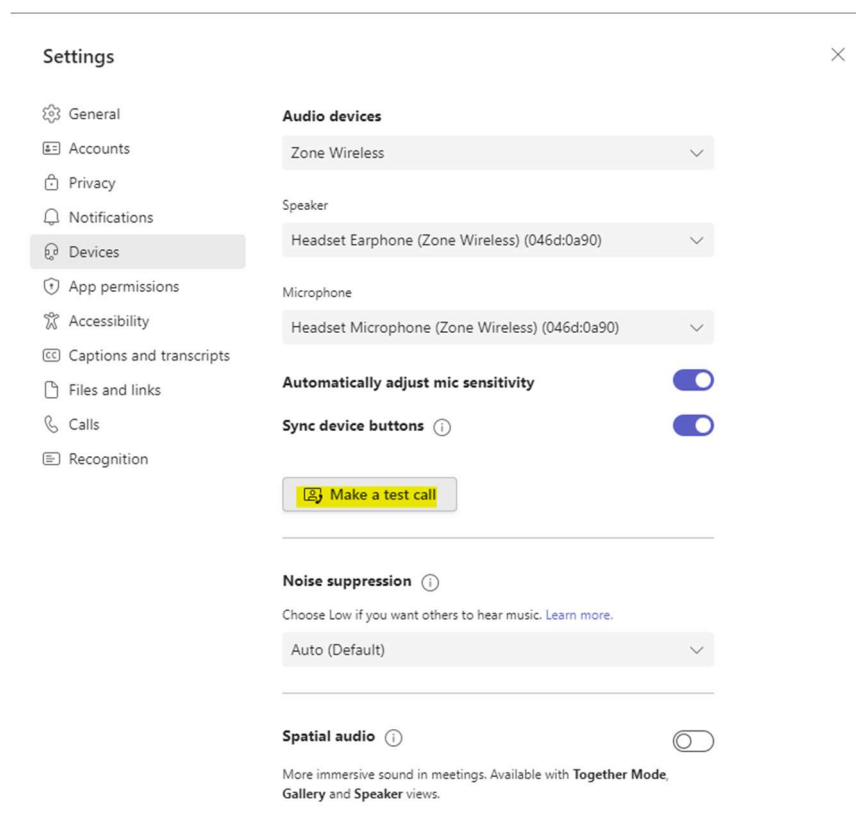 Settings
General
Accounts
Privacy
Notifications
Devices
App permissions
Accessibility
Captions and transcripts
Files and links
Calls
Recognition
Audio devices
Zone Wireless
Speaker
Headset Earphone (Zone Wireless) (046d:0a90)
Microphone
Headset Microphone (Zone Wireless) (046d:0a90)
Automatically adjust mic sensitivity
Sync device buttons
Make a test call
Noise suppression
Choose Low if you want others to hear music. Learn more.
Auto (Default)
Spatial audio
More immersive sound in meetings. Available with Together Mode,
Gallery and Speaker views.